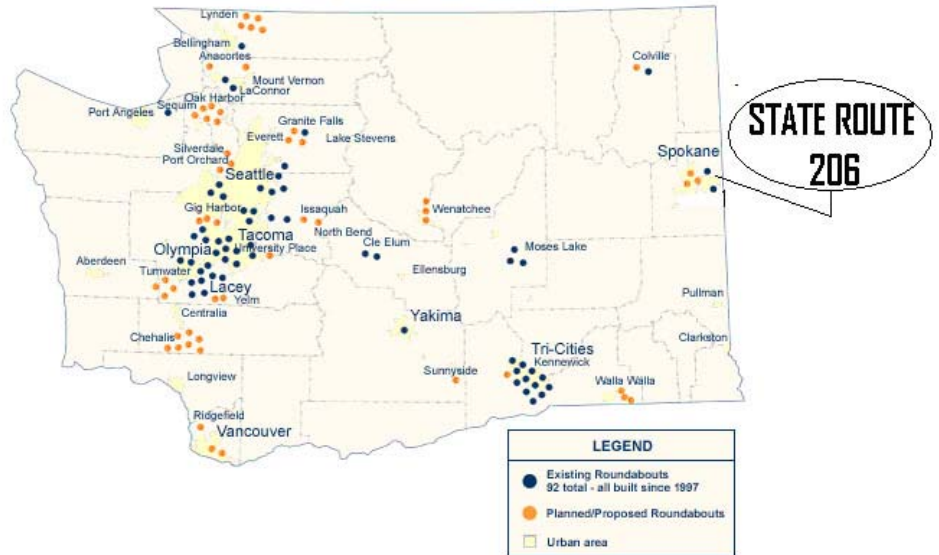 Lynden
Bellingham
Anacortes
Colville
Mount Vernon
LaConnor
Oak Harbor
Sequim
Port Angeles
Granite Falls
Everett
Lake Stevens
STATE ROUTE
206
Silverdale
Port Orchard
Spokane
Seattle
Gig Harbor
Issaquah
Wenatchee
North Bend
Tacoma
University Place
Cle Elum
Moses Lake
Olympia
Aberdeen
Tumwater
Ellensburg
Lacey
Yelm
Pullman
Centralia
Yakima
Chehalis
Clarkston
Tri-Cities
Kennewick
Sunnyside
Walla Walla
Longview
Ridgefield
Vancouver
LEGEND
Existing Roundabouts
92 total - all built since 1997
Planned/Proposed Roundabouts
Urban area